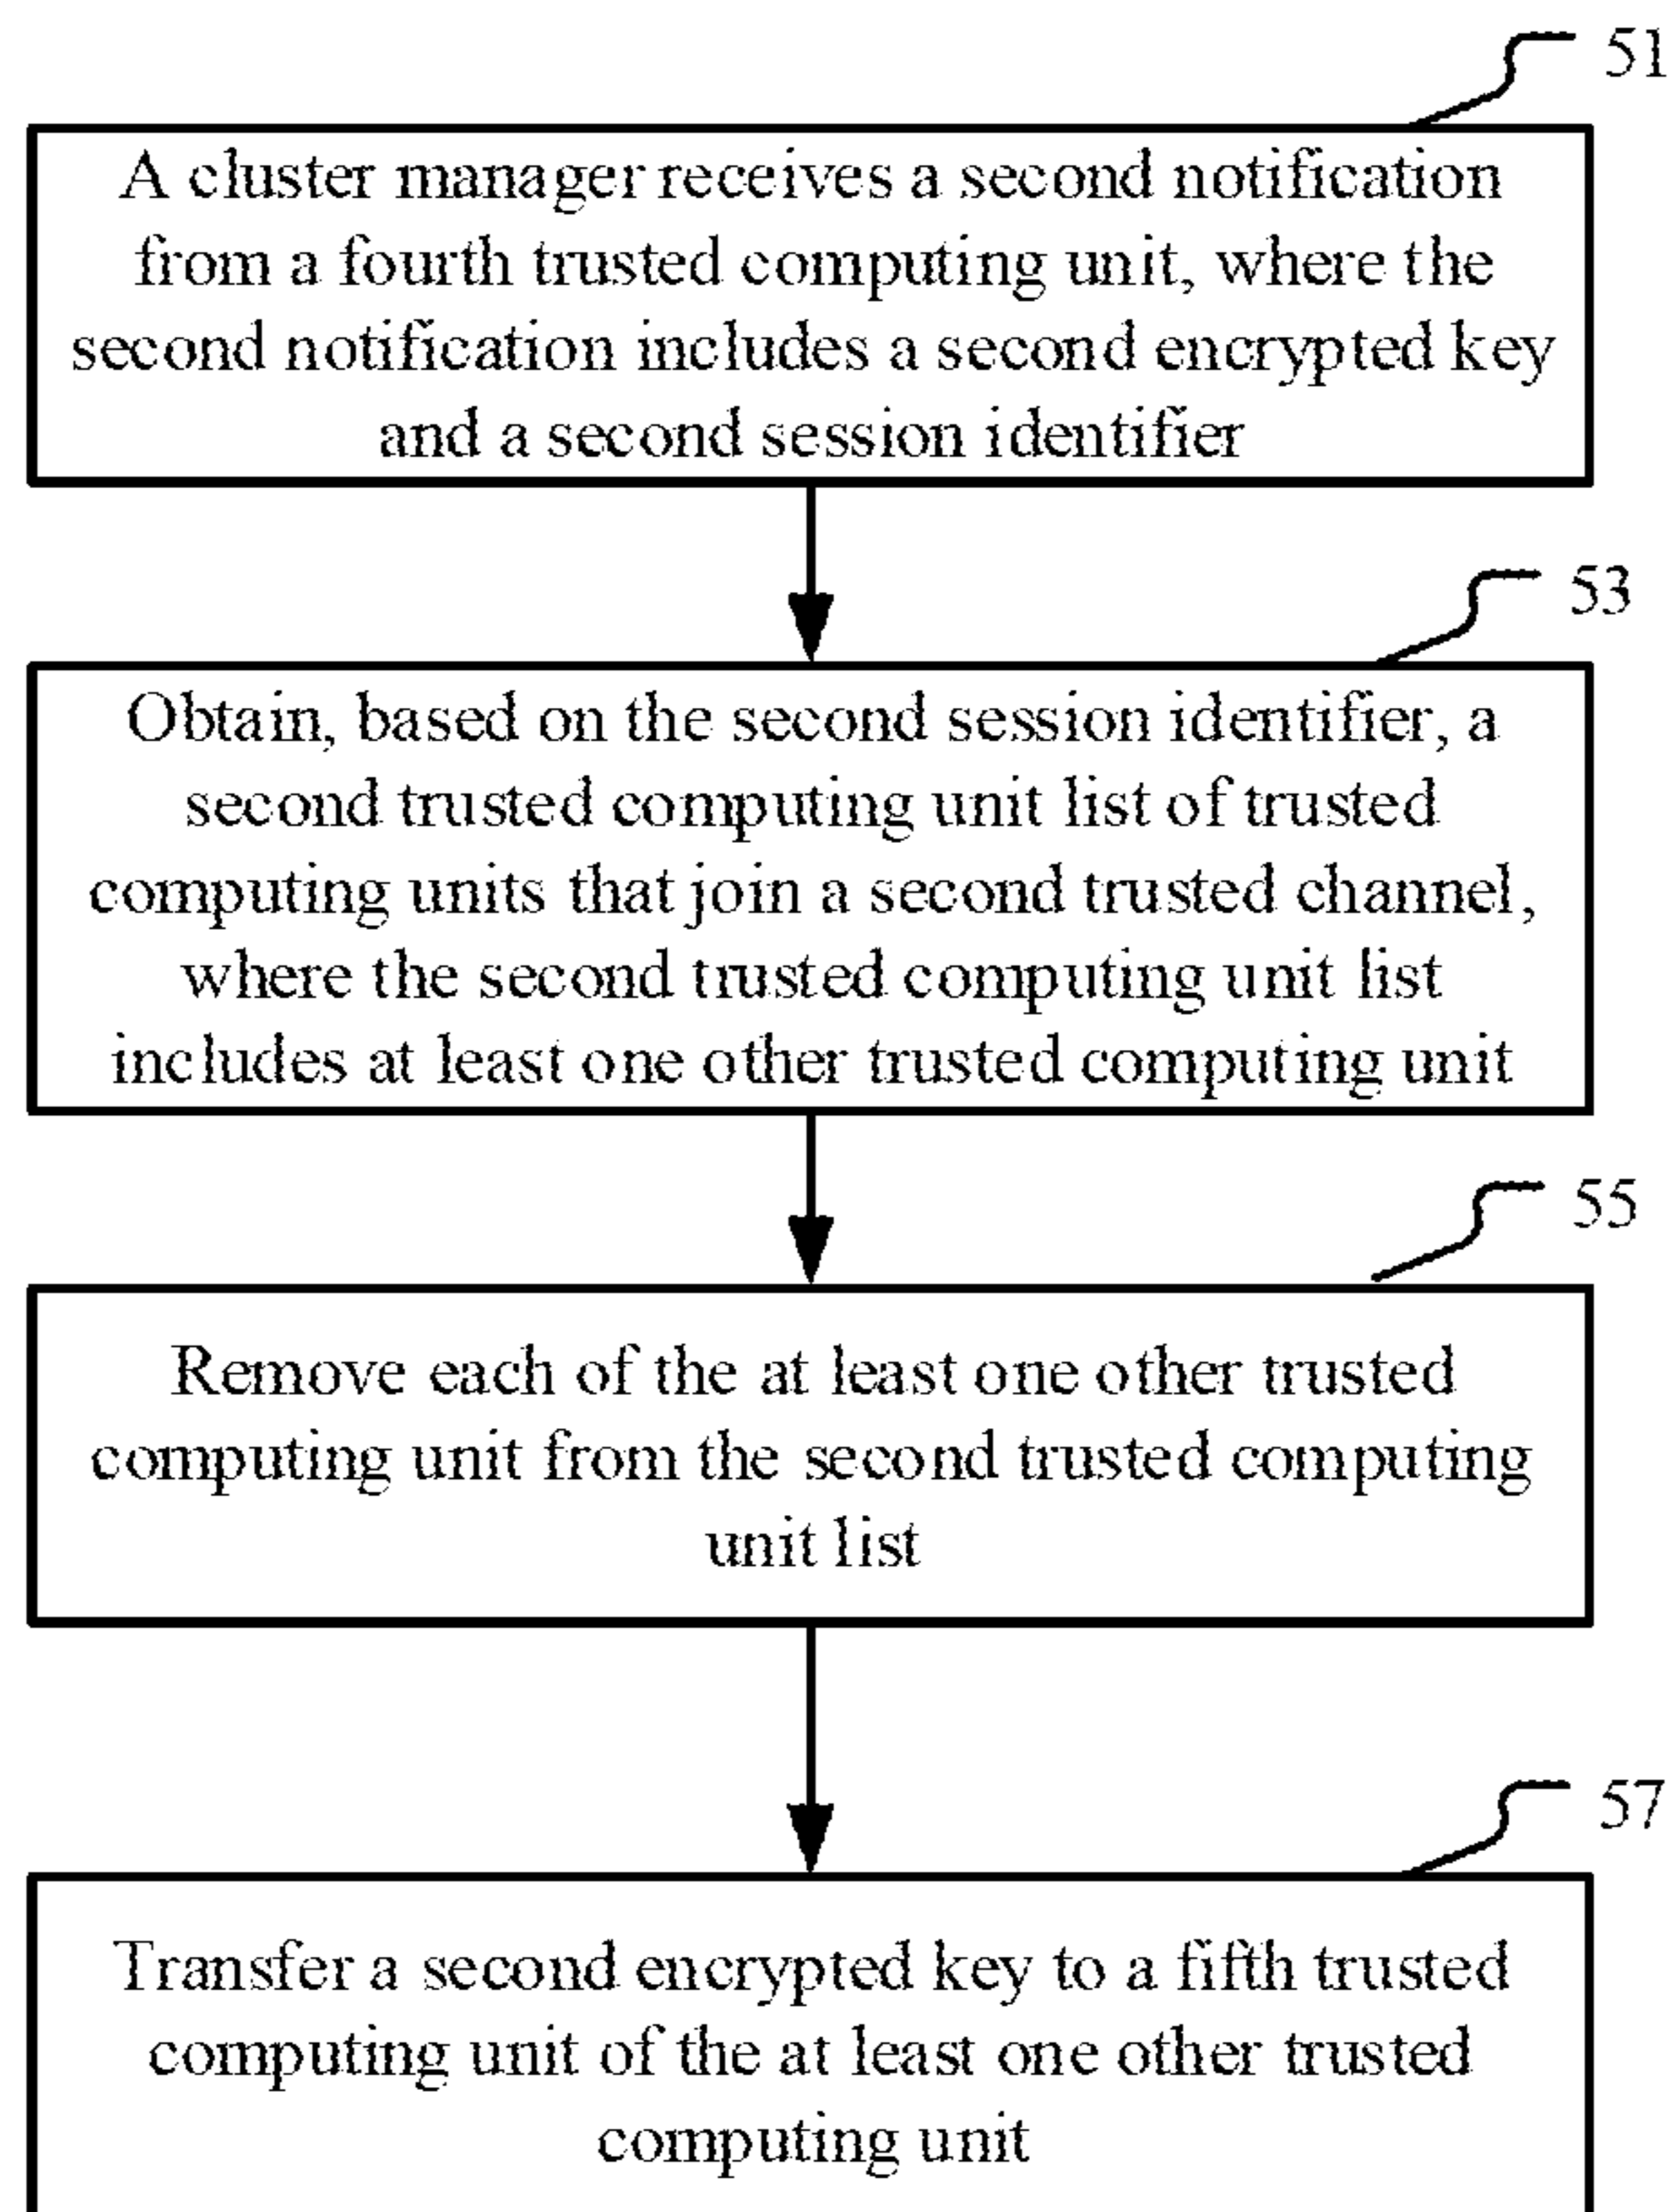 51
A cluster manager receives a second notification
from a fourth trusted computing unit, where the
second notification includes a second encrypted key
and a second session identifier
53
Obtain, based on the second session identifier, a
second trusted computing unit list of trusted
computing units that join a second trusted channel,
where the second trusted computing unit list
includes at least one other trusted computing unit
55
Remove each of the at least one other trusted
computing unit from the second trusted computing
unit list
57
Transfer a second encrypted key to a fifth trusted
computing unit of the at least one other trusted
computing unit